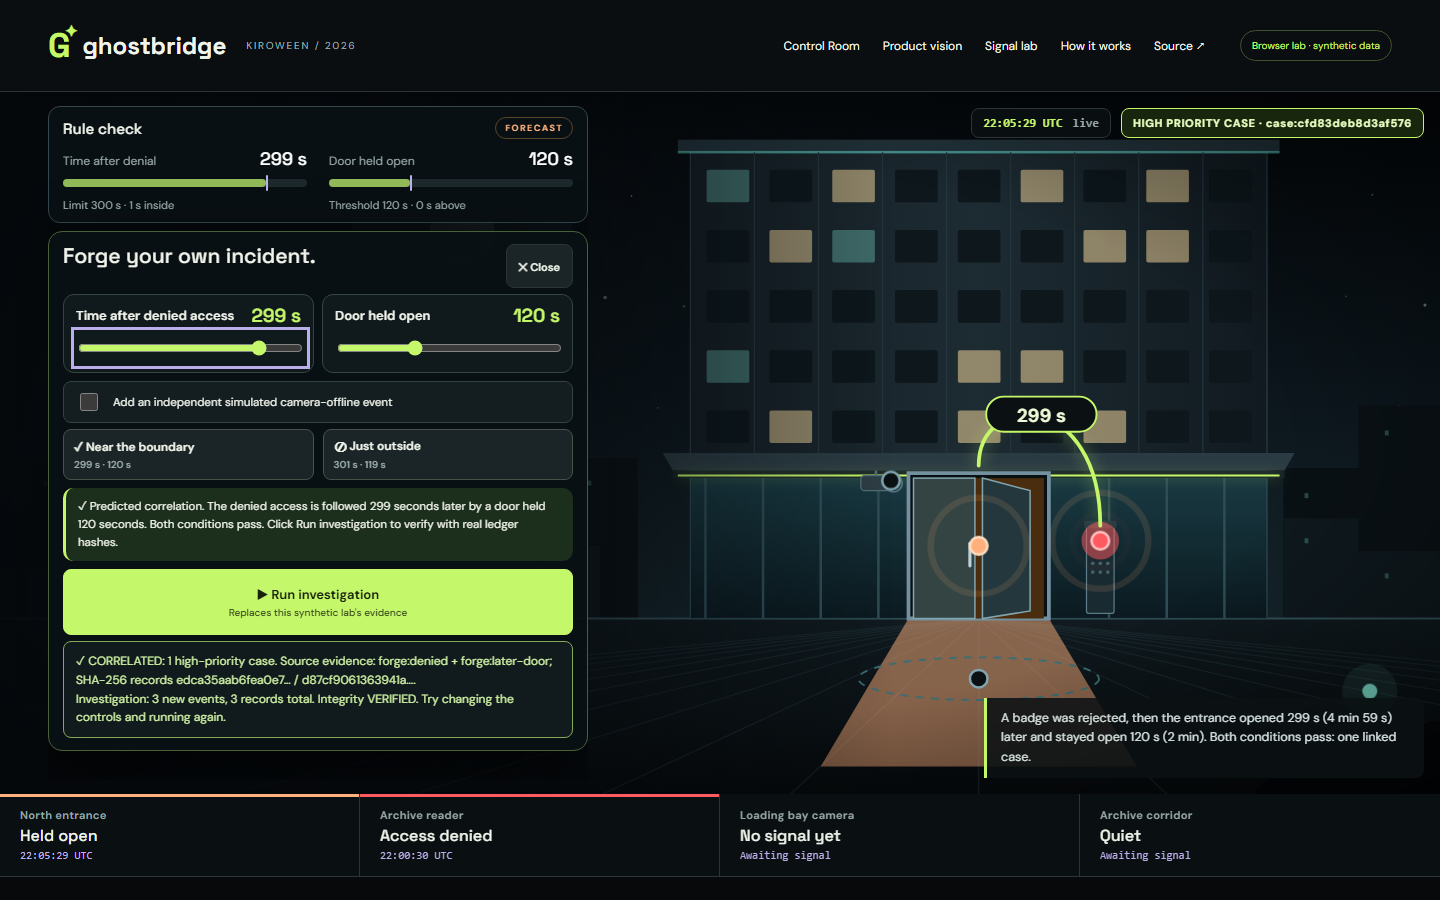 ghostbridge
KIROWEEN / 2026
Control Room
Product vision
Signal lab
How it works
Source ↗
Browser lab · synthetic data
Rule check
FORECAST
Time after denial
299 s
Limit 300 s · 1 s inside
Door held open
120 s
Threshold 120 s · 0 s above
Forge your own incident.
✕ Close
Time after denied access
299 s
Door held open
120 s
Add an independent simulated camera-offline event
✓ Near the boundary
299 s · 120 s
Just outside
301 s · 119 s
✓ Predicted correlation. The denied access is followed 299 seconds later by a door held
120 seconds. Both conditions pass. Click Run investigation to verify with real ledger
hashes.
▶ Run investigation
Replaces this synthetic lab's evidence
✓ CORRELATED: 1 high-priority case. Source evidence: forge:denied + forge:later-door;
SHA-256 records edca35aab6fea0e7… / d87cf9061363941a….
Investigation: 3 new events, 3 records total. Integrity VERIFIED. Try changing the
controls and running again.
22:05:29 UTC live
HIGH PRIORITY CASE · case:cfd83deb8d3af576
299 s
A badge was rejected, then the entrance opened 299 s (4 min 59 s)
later and stayed open 120 s (2 min). Both conditions pass: one linked
case.
North entrance
Held open
22:05:29 UTC
Archive reader
Access denied
22:00:30 UTC
Loading bay camera
No signal yet
Awaiting signal
Archive corridor
Quiet
Awaiting signal